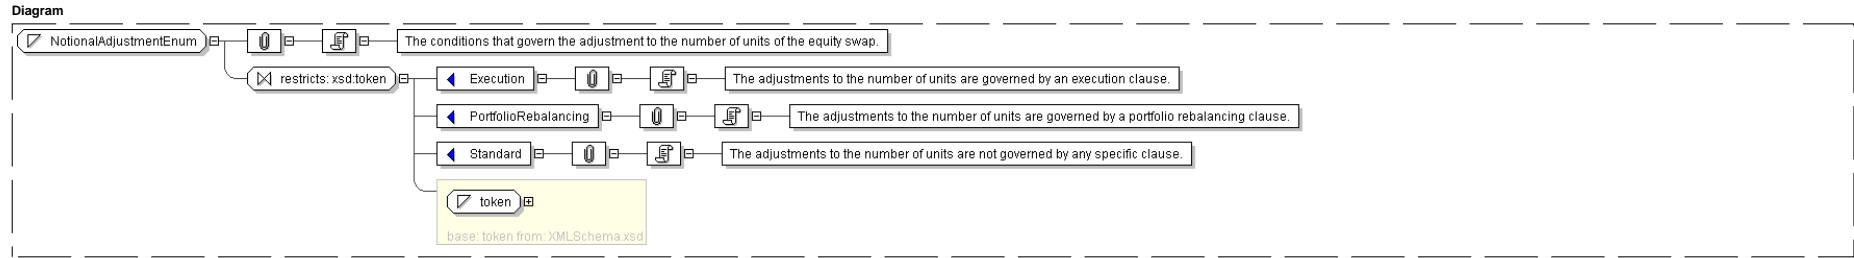 Diagram
NotionalAdjustmentEnum The conditions that govern the adjustment to the number of units of the equity swap.
restricts: xsd:token Execution The adjustments to the number of units are governed by an execution clause.
PortfolioRebalancing The adjustments to the number of units are governed by a portfolio rebalancing clause.
Standard The adjustments to the number of units are not governed by any specific clause.
token
base: token from: XMLSchema.xsd